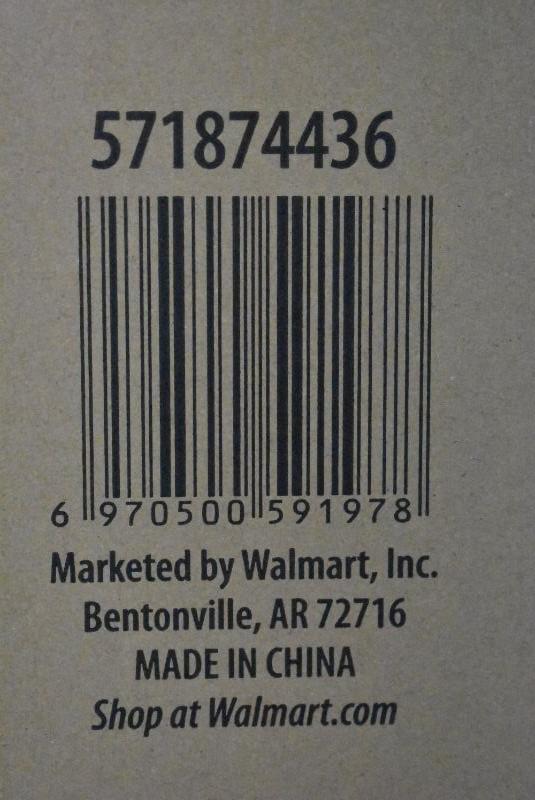 571874436
6 970500 591978
Marketed by Walmart, Inc.
Bentonville, AR 72716
MADE IN CHINA
Shop at Walmart.com